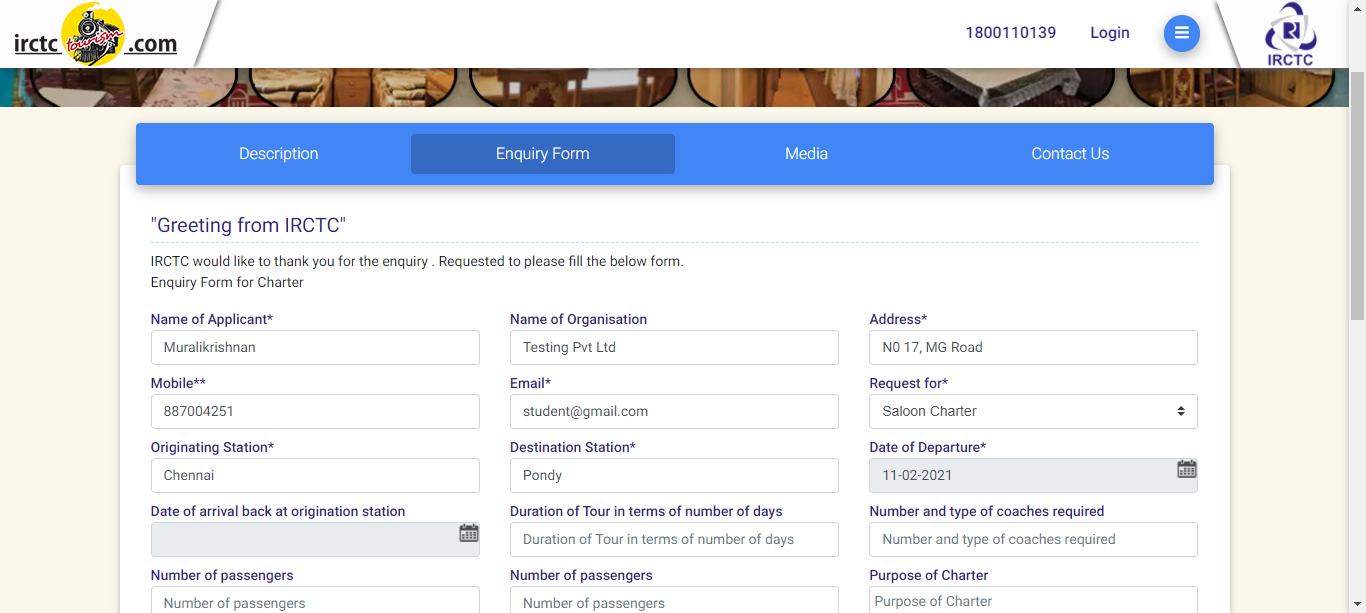 irctc tourism .com
1800110139 Login
IRCTC
Description Enquiry Form Media Contact Us
"Greeting from IRCTC"
IRCTC would like to thank you for the enquiry . Requested to please fill the below form.
Enquiry Form for Charter
Name of Applicant* Name of Organisation Address*
Muralikrishnan Testing Pvt Ltd N0 17, MG Road
Mobile** Email* Request for*
887004251 student@gmail.com Saloon Charter
Originating Station* Destination Station* Date of Departure*
Chennai Pondy 11-02-2021
Date of arrival back at origination station Duration of Tour in terms of number of days Number and type of coaches required
Duration of Tour in terms of number of days Number and type of coaches required
Number of passengers Number of passengers Purpose of Charter
Number of passengers Number of passengers Purpose of Charter